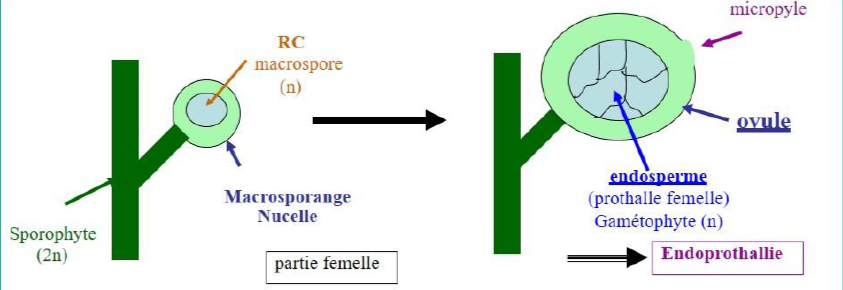 RC
macrospore
(n)
Macrosporange
Nucelle
Sporophyte
(2n)
partie femelle
micropyle
ovule
endosperme
(prothalle femelle)
Gamétophyte (n)
Endoprothallie